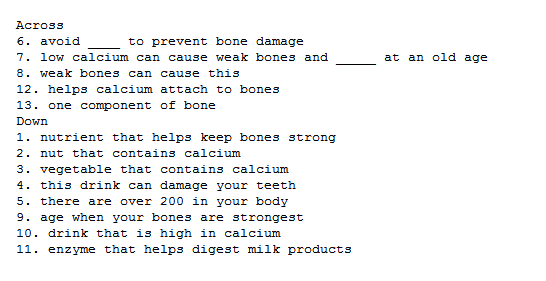 Across
6. avoid ____ to prevent bone damage
7. low calcium can cause weak bones and _____ at an old age
8. weak bones can cause this
12. helps calcium attach to bones
13. one component of bone
Down
1. nutrient that helps keep bones strong
2. nut that contains calcium
3. vegetable that contains calcium
4. this drink can damage your teeth
5. there are over 200 in your body
9. age when your bones are strongest
10. drink that is high in calcium
11. enzyme that helps digest milk products